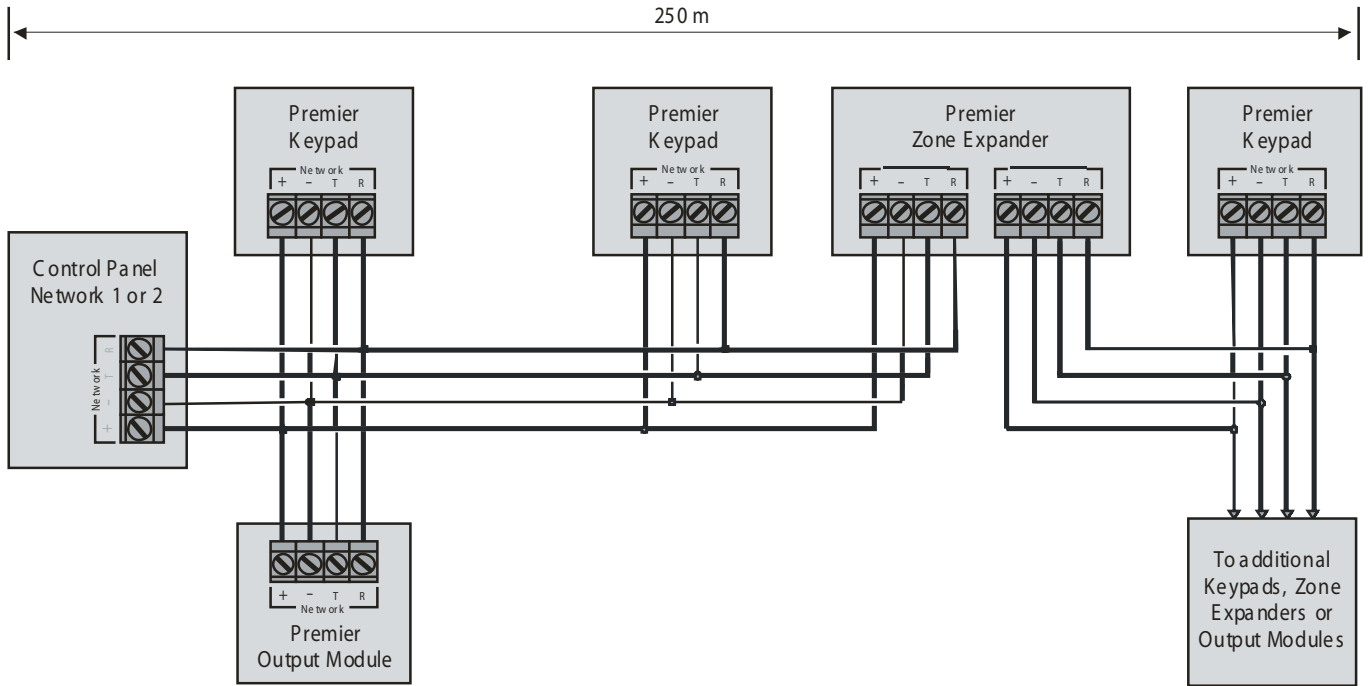 250 m
Premier
Keypad
Network
+ − T R
Premier
Keypad
Network
+ − T R
Premier
Zone Expander
+ − T R
+ − T R
Premier
Keypad
Network
+ − T R
Control Panel
Network 1 or 2
Network
R
T
-
+
+ − T R
Network
Premier
Output Module
To additional
Keypads, Zone
Expanders or
Output Modules